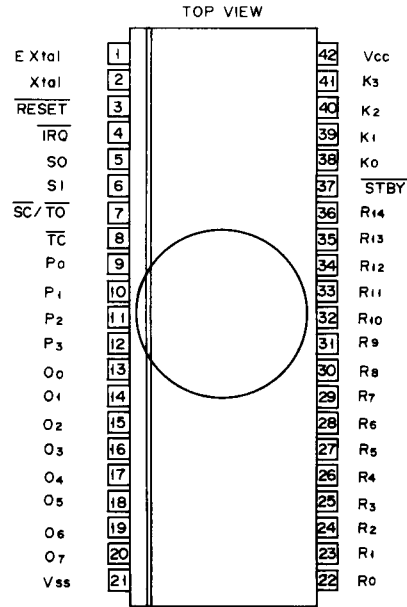 TOP VIEW
EXtal 1 42 Vcc
Xtal 2 41 K3
RESET 3 40 K2
IRQ 4 39 K1
SO 5 38 K0
SI 6 37 STBY
SC/TO 7 36 R14
TC 8 35 R13
P0 9 34 R12
P1 10 33 R11
P2 11 32 R10
P3 12 31 R9
O0 13 30 R8
O1 14 29 R7
O2 15 28 R6
O3 16 27 R5
O4 17 26 R4
O5 18 25 R3
O6 19 24 R2
O7 20 23 R1
Vss 21 22 R0